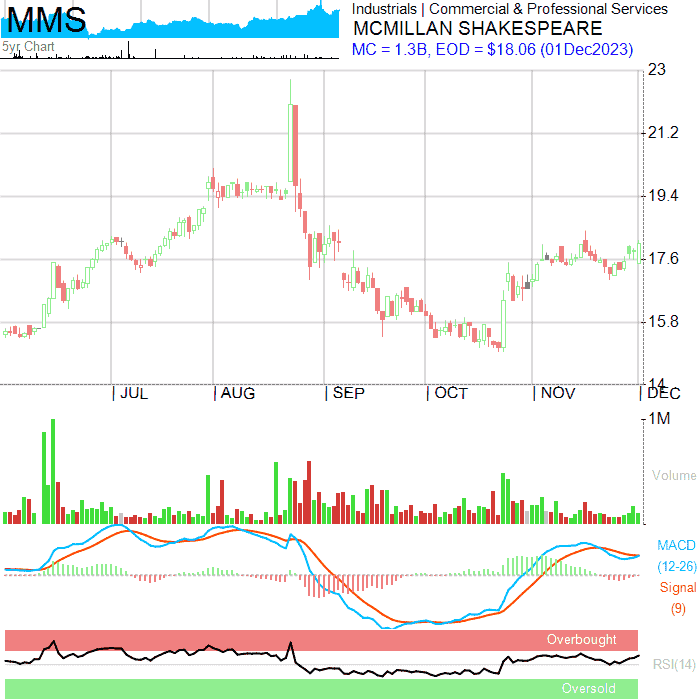 MMS
5yr Chart
Industrials | Commercial & Professional Services
MCMILLAN SHAKESPEARE
MC = 1.3B, EOD = $18.06 (01Dec2023)
23
21.2
19.4
17.6
15.8
14
| JUL | AUG | SEP | OCT | NOV | DEC
1M
Volume
MACD
(12-26)
Signal
(9)
Overbought
RSI(14)
Oversold